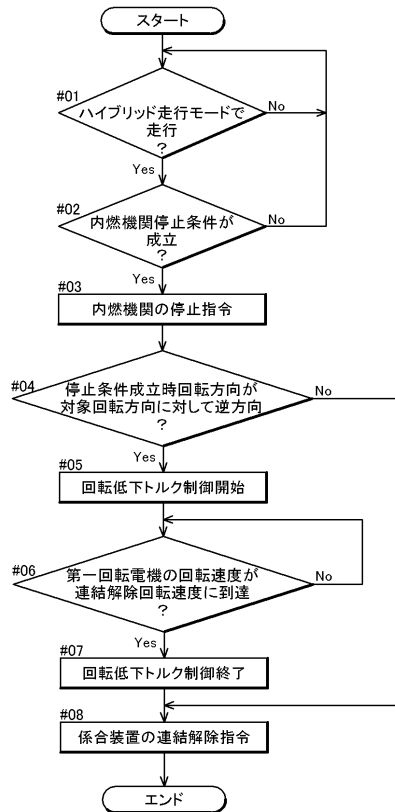 スタート
#01
ハイブリッド走行モードで
走行
?
No
Yes
#02
内燃機関停止条件が
成立
?
No
Yes
#03
内燃機関の停止指令
#04
停止条件成立時回転方向が
対象回転方向に対して逆方向
?
No
Yes
#05
回転低下トルク制御開始
#06
第一回転電機の回転速度が
連結解除回転速度に到達
?
No
Yes
#07
回転低下トルク制御終了
#08
係合装置の連結解除指令
エンド